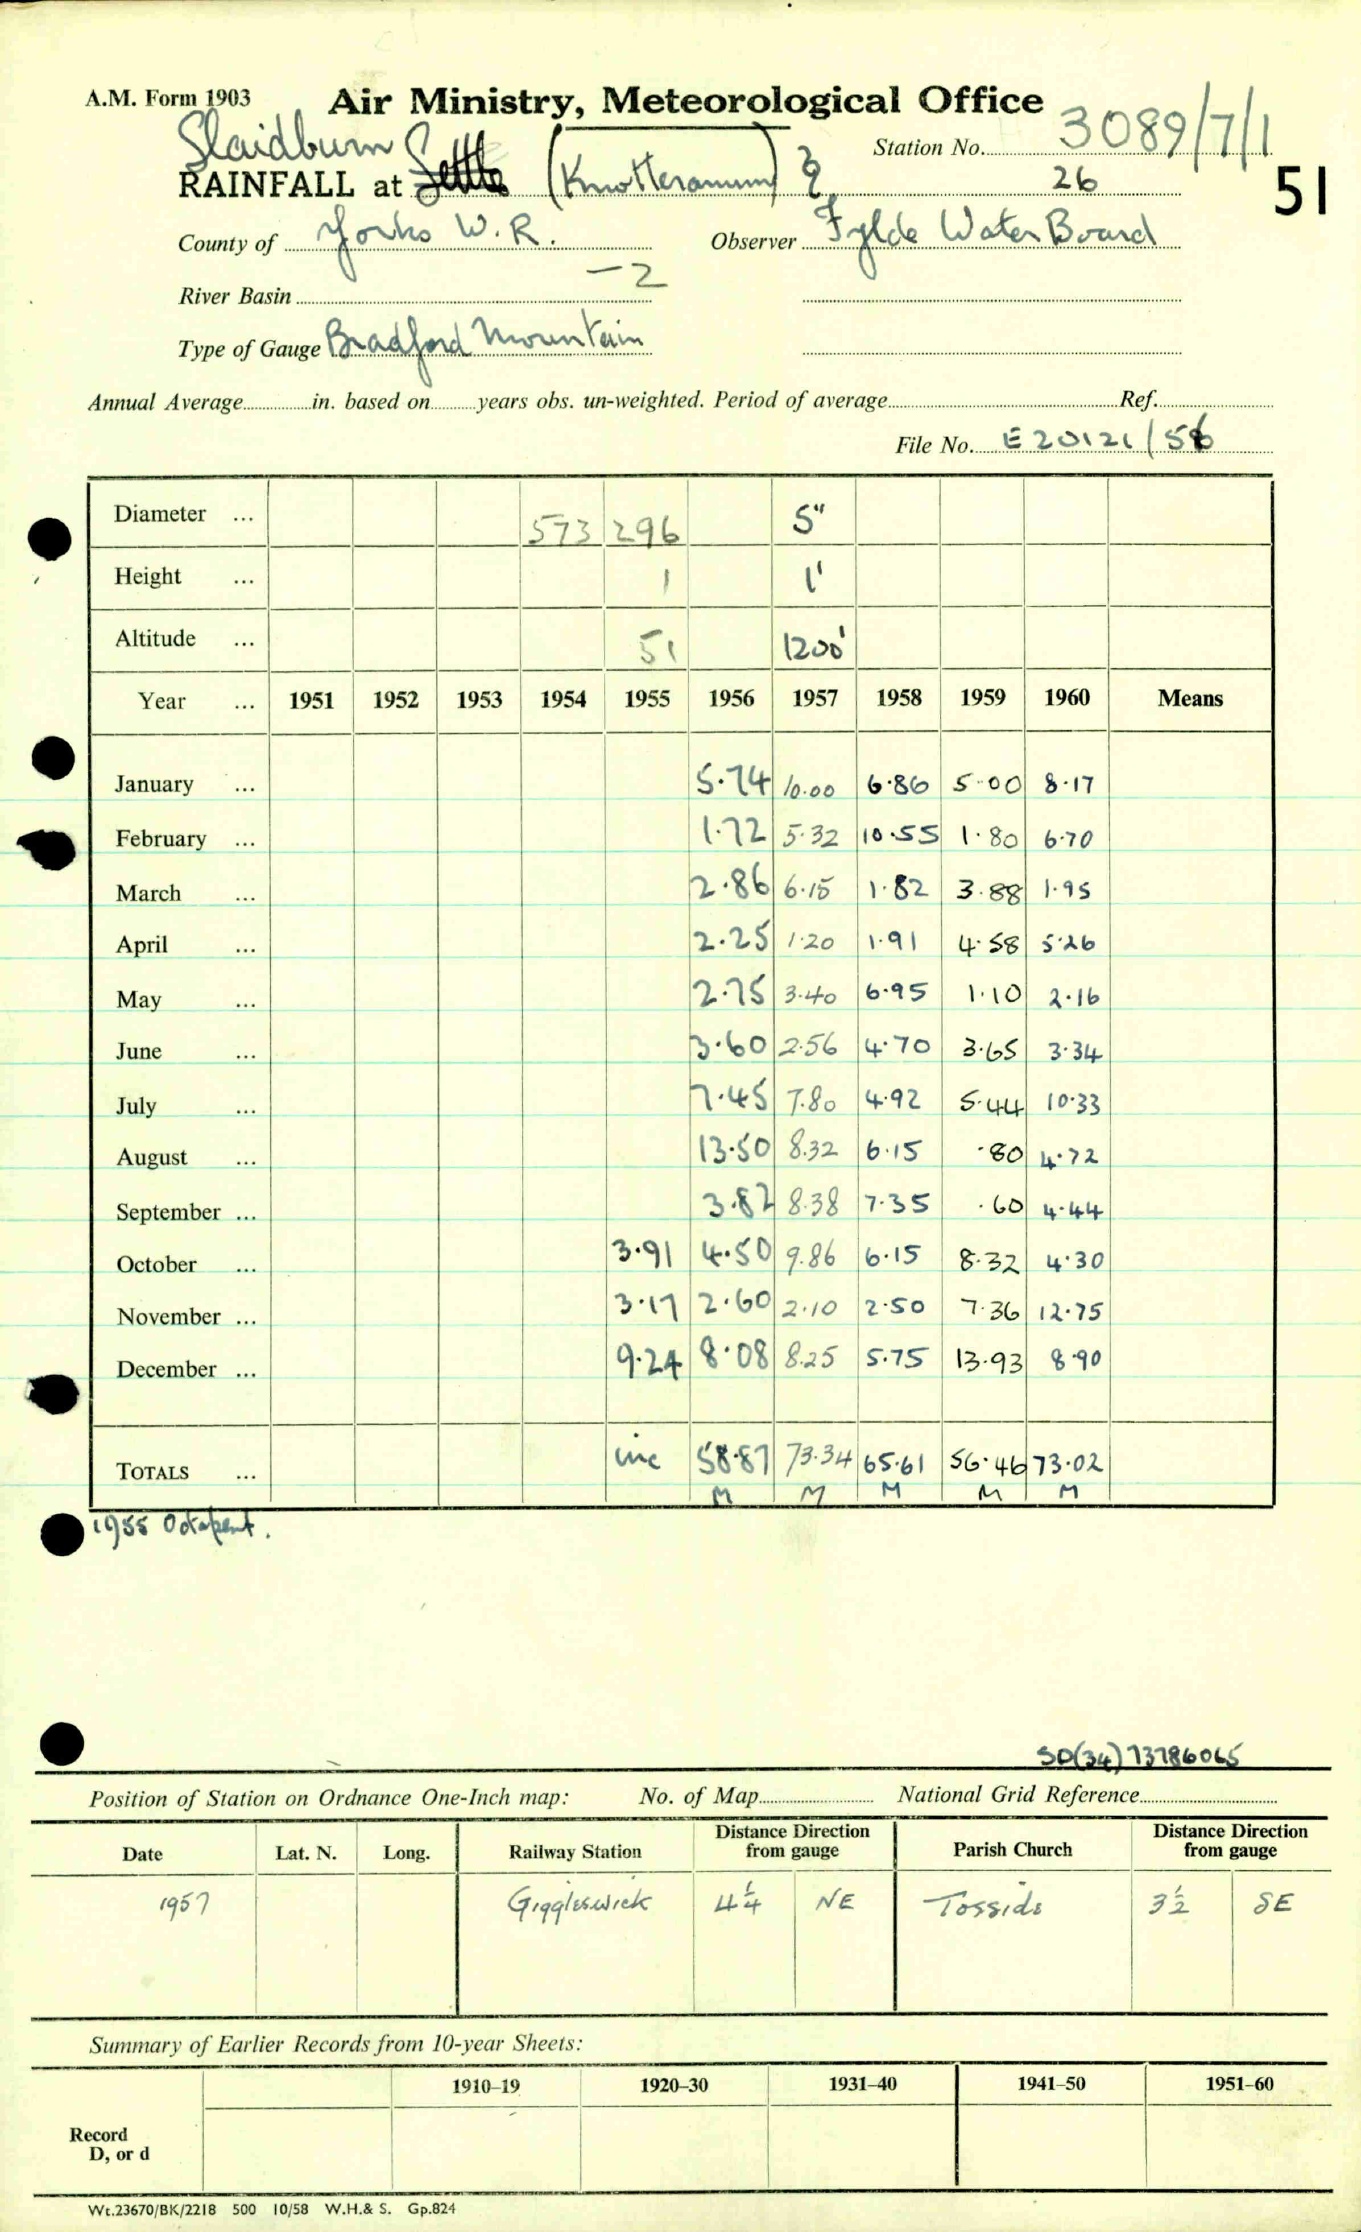 A.M. Form 1903
Air Ministry, Meteorological Office
Slaidburn
Station No. 3089/7/1
RAINFALL at Settle (Knotteranum)
26
51
County of Yorks W.R.
Observer Fylde Water Board
-2
River Basin
Type of Gauge Bradford Mountain
Annual Average in. based on years obs. un-weighted. Period of average Ref.
File No. E20121/56
Diameter ... 573 296 5"
Height ... 1 1'
Altitude ... 51 1200'
Year ... 1951 1952 1953 1954 1955 1956 1957 1958 1959 1960 Means
January ... 5.74 10.00 6.86 5.00 8.17
February ... 1.72 5.32 10.55 1.80 6.70
March ... 2.86 6.15 1.82 3.88 1.95
April ... 2.25 1.20 1.91 4.58 5.26
May ... 2.75 3.40 6.95 1.10 2.16
June ... 3.60 2.56 4.70 3.65 3.34
July ... 7.45 7.80 4.92 5.44 10.33
August ... 13.50 8.32 6.15 .80 4.72
September ... 3.82 8.38 7.35 .60 4.44
October ... 3.91 4.50 9.86 6.15 8.32 4.30
November ... 3.17 2.60 2.10 2.50 7.36 12.75
December ... 9.24 8.08 8.25 5.75 13.93 8.90
TOTALS ... inc 58.87 73.34 65.61 56.46 73.02
M M M M M
1955 Octapent.
SD(34)73786065
Position of Station on Ordnance One-Inch map: No. of Map National Grid Reference
Date Lat. N. Long. Railway Station Distance Direction from gauge Parish Church Distance Direction from gauge
1957 Giggleswick 4¼ NE Tosside 3½ SE
Summary of Earlier Records from 10-year Sheets:
1910–19 1920–30 1931–40 1941–50 1951–60
Record
D, or d
Wt.23670/BK/2218 500 10/58 W.H.& S. Gp.824